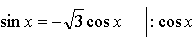 sin x = −√3 cos x | : cos x